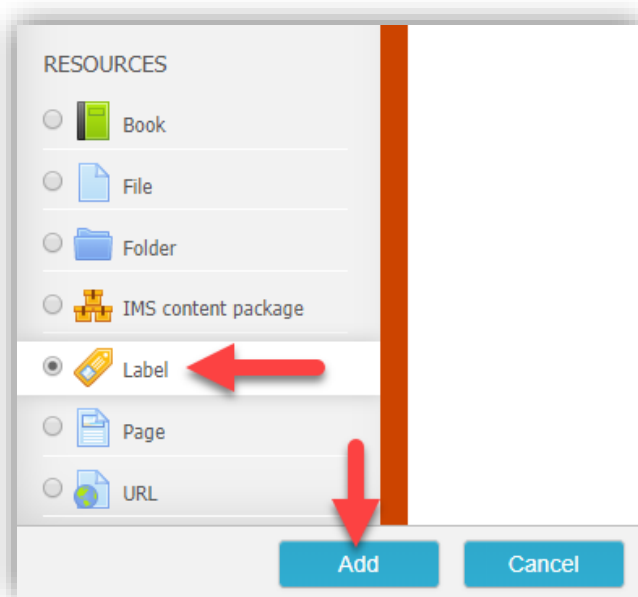 RESOURCES
Book
File
Folder
IMS content package
Label
Page
URL
Add Cancel